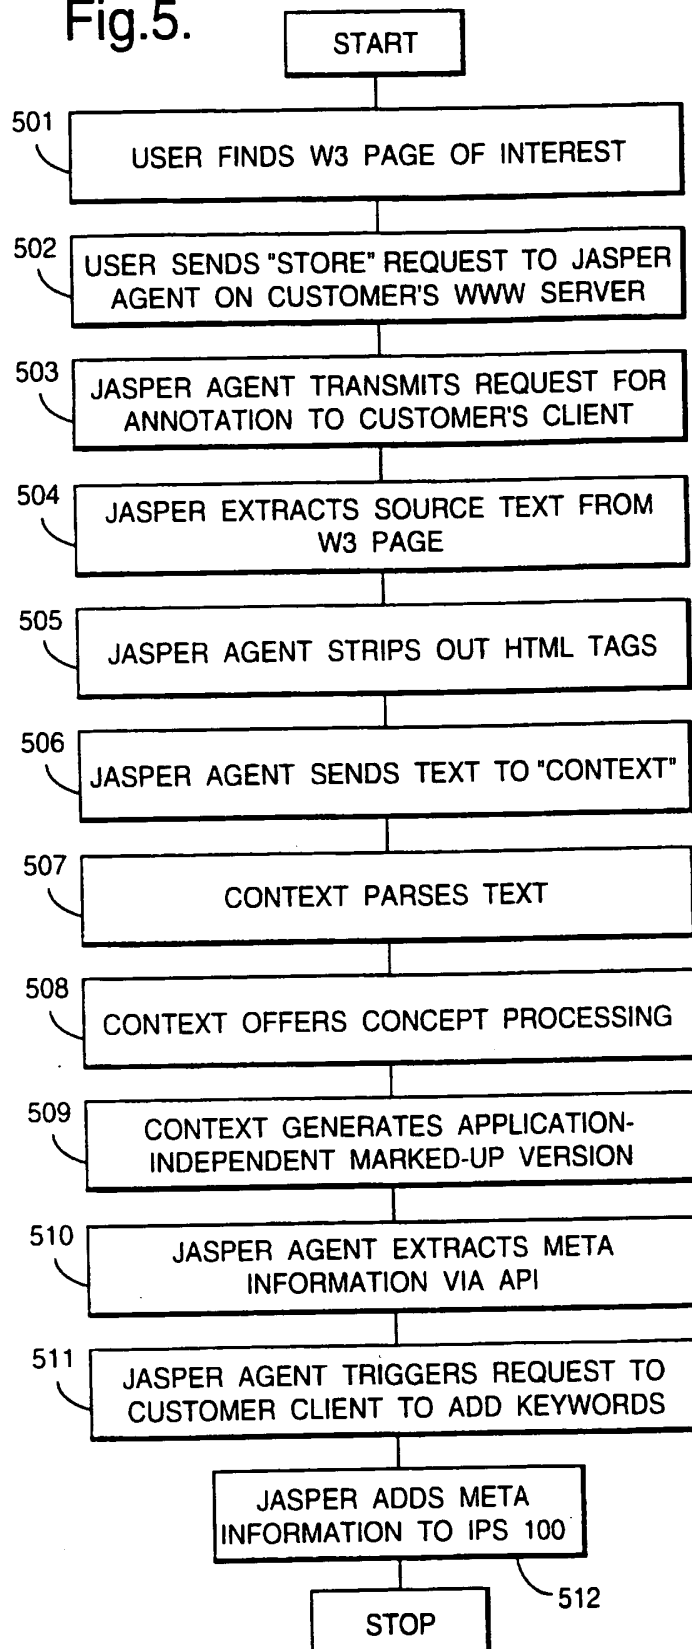 Fig.5.
START
501
USER FINDS W3 PAGE OF INTEREST
502
USER SENDS "STORE" REQUEST TO JASPER
AGENT ON CUSTOMER'S WWW SERVER
503
JASPER AGENT TRANSMITS REQUEST FOR
ANNOTATION TO CUSTOMER'S CLIENT
504
JASPER EXTRACTS SOURCE TEXT FROM
W3 PAGE
505
JASPER AGENT STRIPS OUT HTML TAGS
506
JASPER AGENT SENDS TEXT TO "CONTEXT"
507
CONTEXT PARSES TEXT
508
CONTEXT OFFERS CONCEPT PROCESSING
509
CONTEXT GENERATES APPLICATION-
INDEPENDENT MARKED-UP VERSION
510
JASPER AGENT EXTRACTS META
INFORMATION VIA API
511
JASPER AGENT TRIGGERS REQUEST TO
CUSTOMER CLIENT TO ADD KEYWORDS
JASPER ADDS META
INFORMATION TO IPS 100
512
STOP